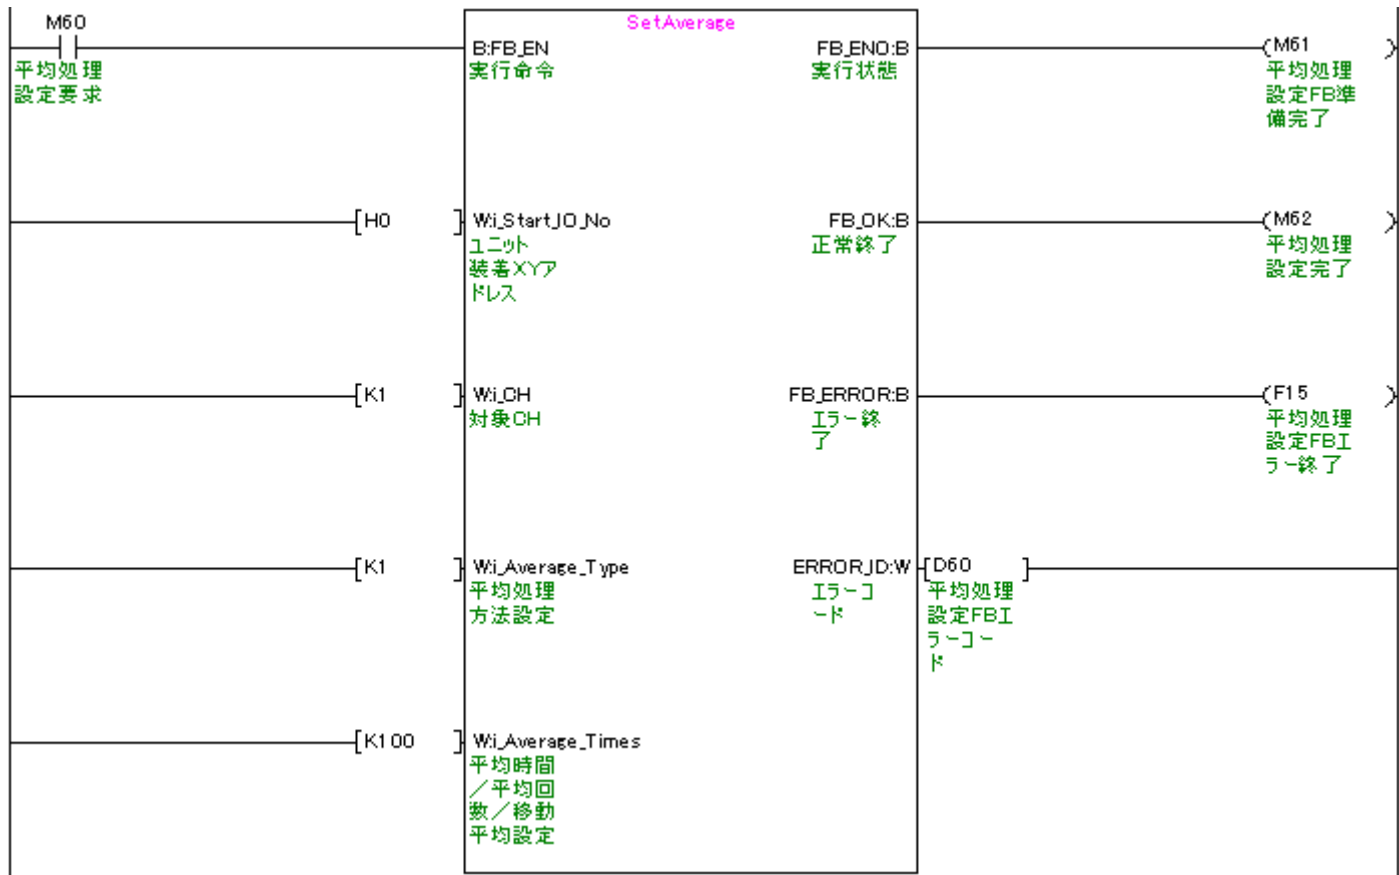 M60
SetAverage
B:FB_EN
FB_ENO:B
M61
平均処理
設定要求
実行命令
実行状態
平均処理
設定FB準
備完了
H0
W:i_Start_IO_No
FB_OK:B
M62
ユニット
装着XYア
ドレス
正常終了
平均処理
設定完了
K1
W:i_CH
FB_ERROR:B
F15
対象CH
エラー終
了
平均処理
設定FBエ
ラー終了
K1
W:i_Average_Type
ERROR_ID:W
D60
平均処理
方法設定
エラーコ
ード
平均処理
設定FBエ
ラーコー
ド
K100
W:i_Average_Times
平均時間
／平均回
数／移動
平均設定